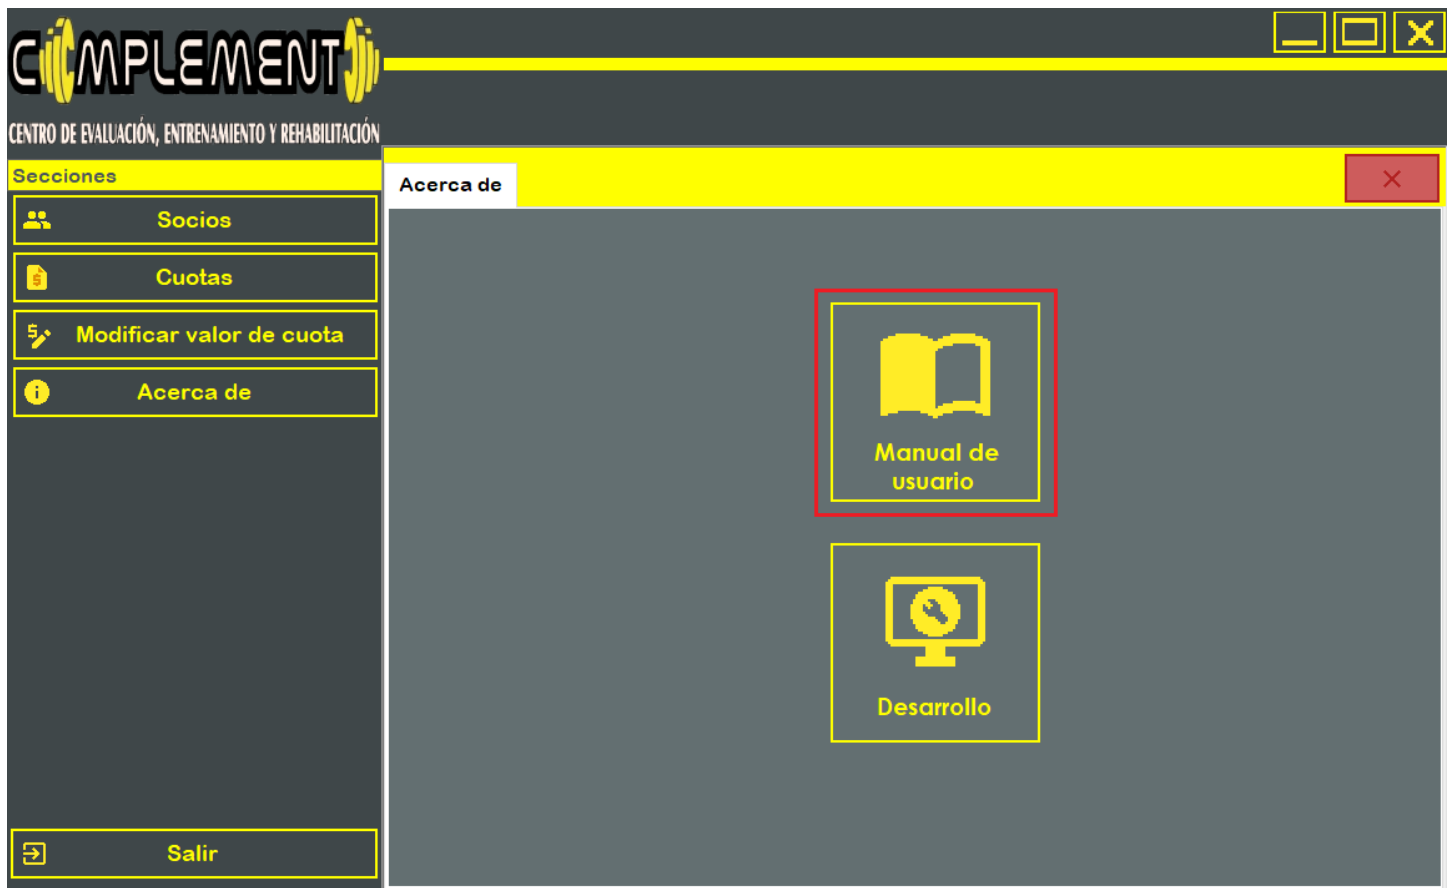 COMPLEMENTO
CENTRO DE EVALUACIÓN, ENTRENAMIENTO Y REHABILITACIÓN
Secciones
Socios
Cuotas
Modificar valor de cuota
Acerca de
Salir
Acerca de
Manual de
usuario
Desarrollo